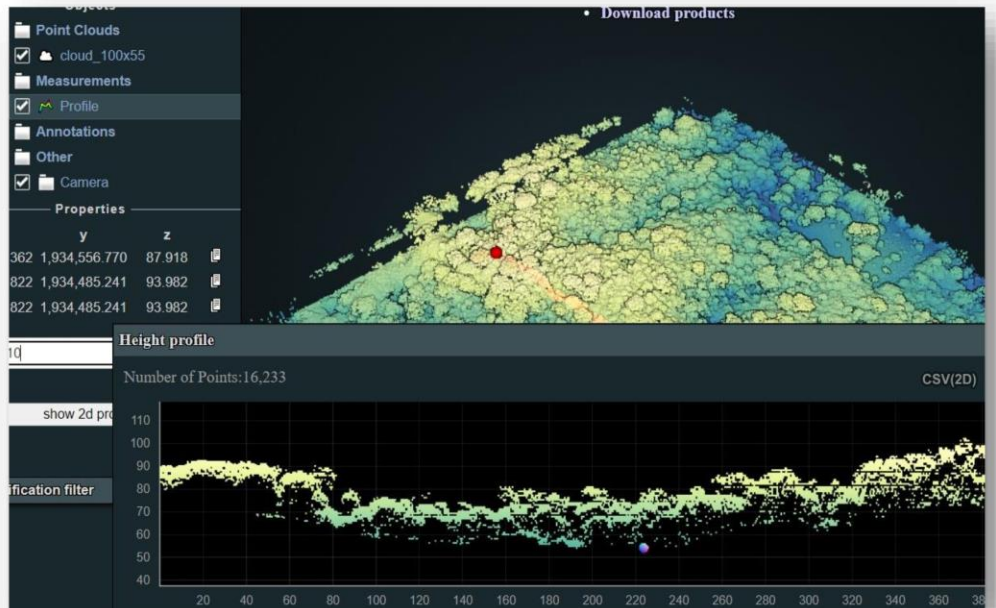 Objects
Point Clouds
cloud_100x55
Measurements
Profile
Annotations
Other
Camera
Properties
y z
362 1,934,556.770 87.918
822 1,934,485.241 93.982
822 1,934,485.241 93.982
10
show 2d pro
ification filter
• Download products
Height profile
Number of Points:16,233
CSV(2D)
110
100
90
80
70
60
50
40
20 40 60 80 100 120 140 160 180 200 220 240 260 280 300 320 340 360 38